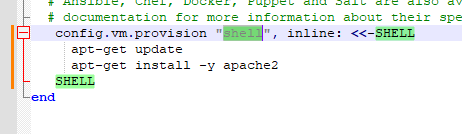 # Ansible, Chef, Docker, Puppet and Salt are also av
# documentation for more information about their spe
config.vm.provision "shell", inline: <<-SHELL
apt-get update
apt-get install -y apache2
SHELL
end